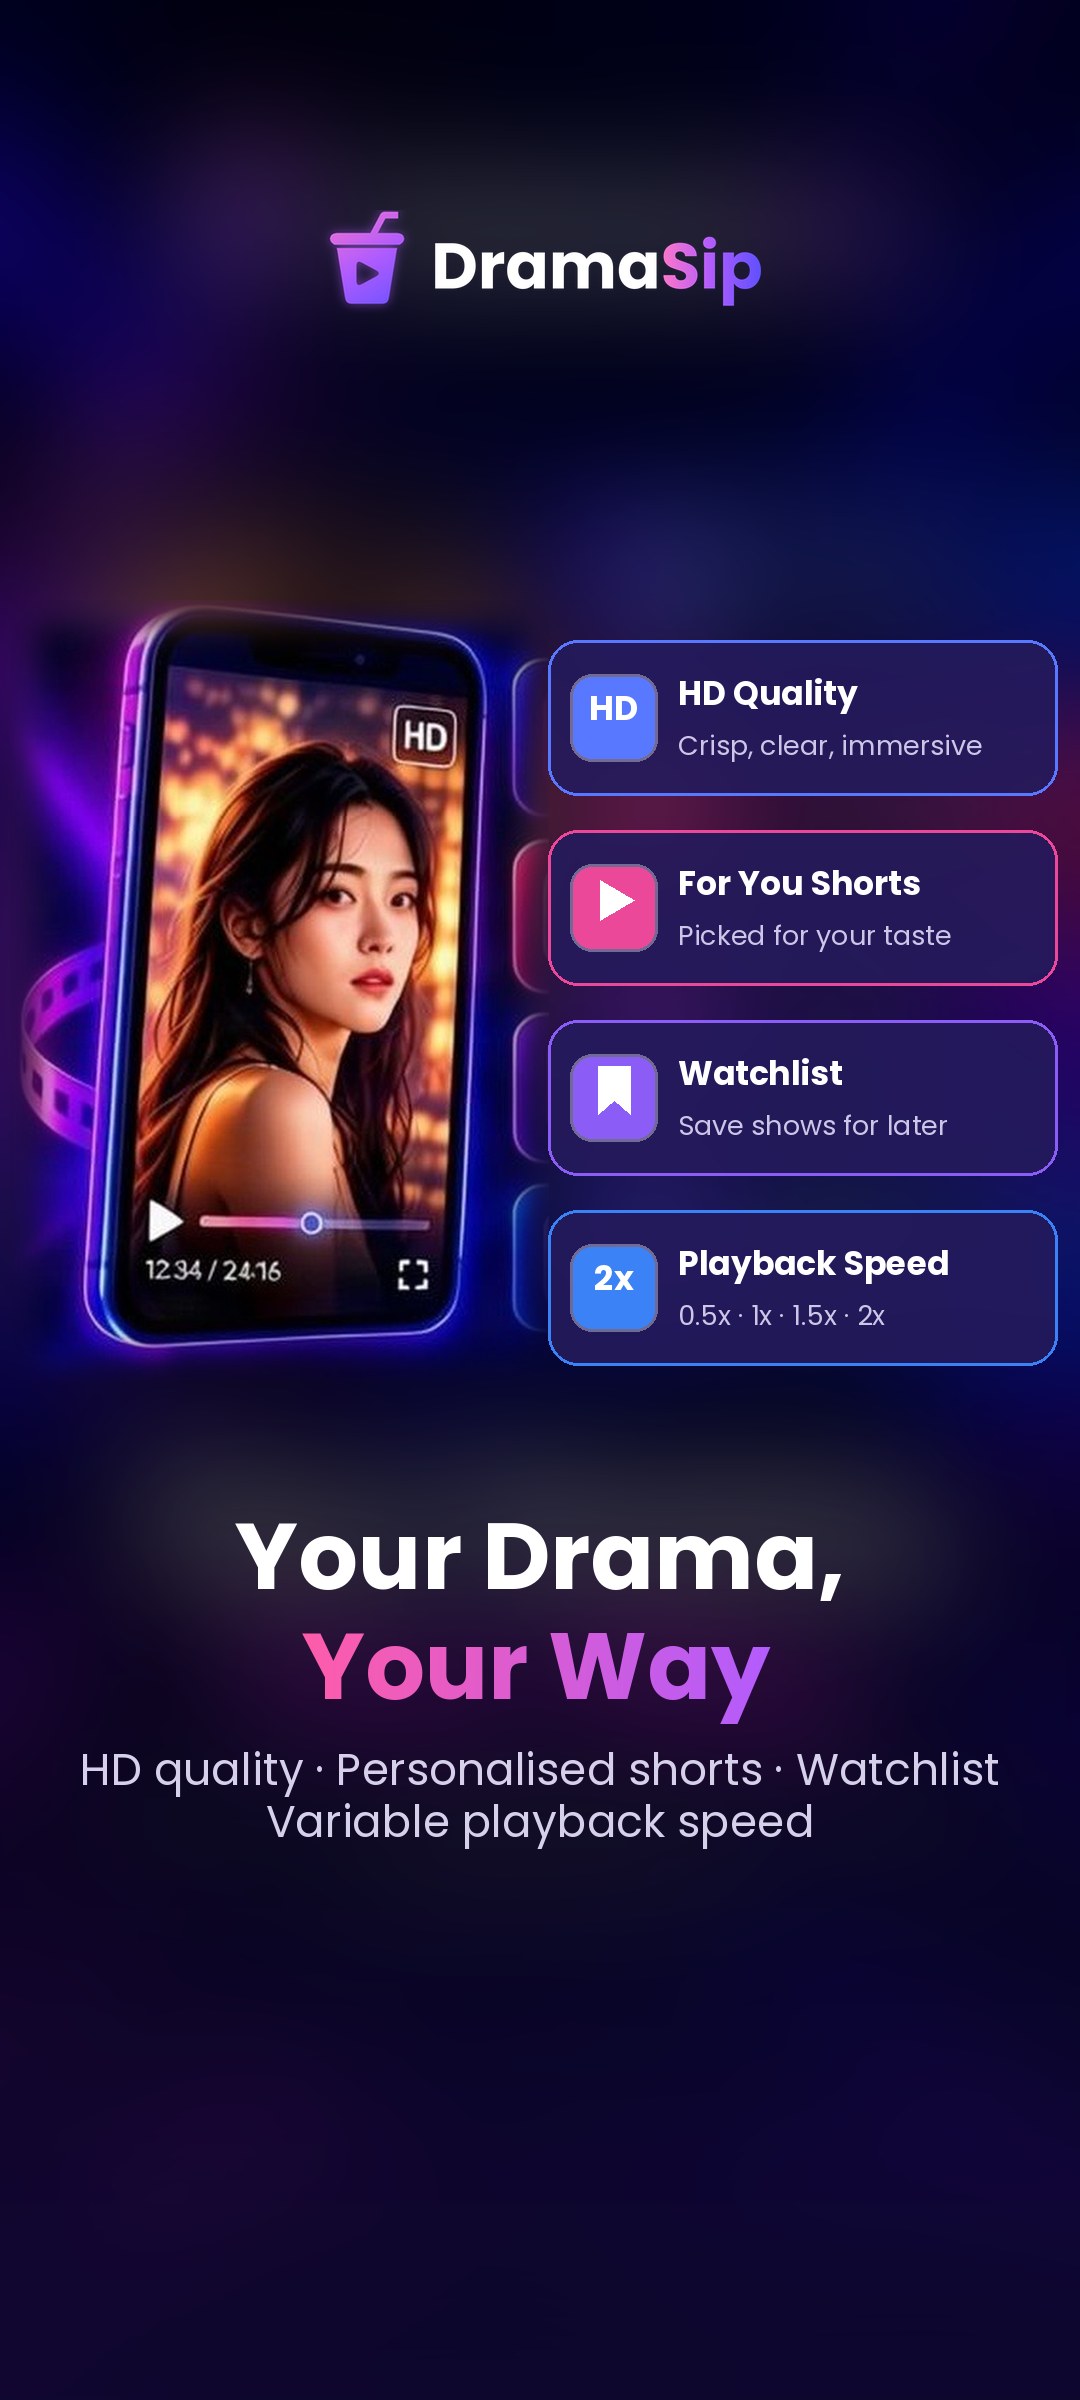 DramaSip
HD
12:34 / 24:16
HD
HD Quality
Crisp, clear, immersive
For You Shorts
Picked for your taste
Watchlist
Save shows for later
2x
Playback Speed
0.5x · 1x · 1.5x · 2x
Your Drama,
Your Way
HD quality · Personalised shorts · Watchlist
Variable playback speed